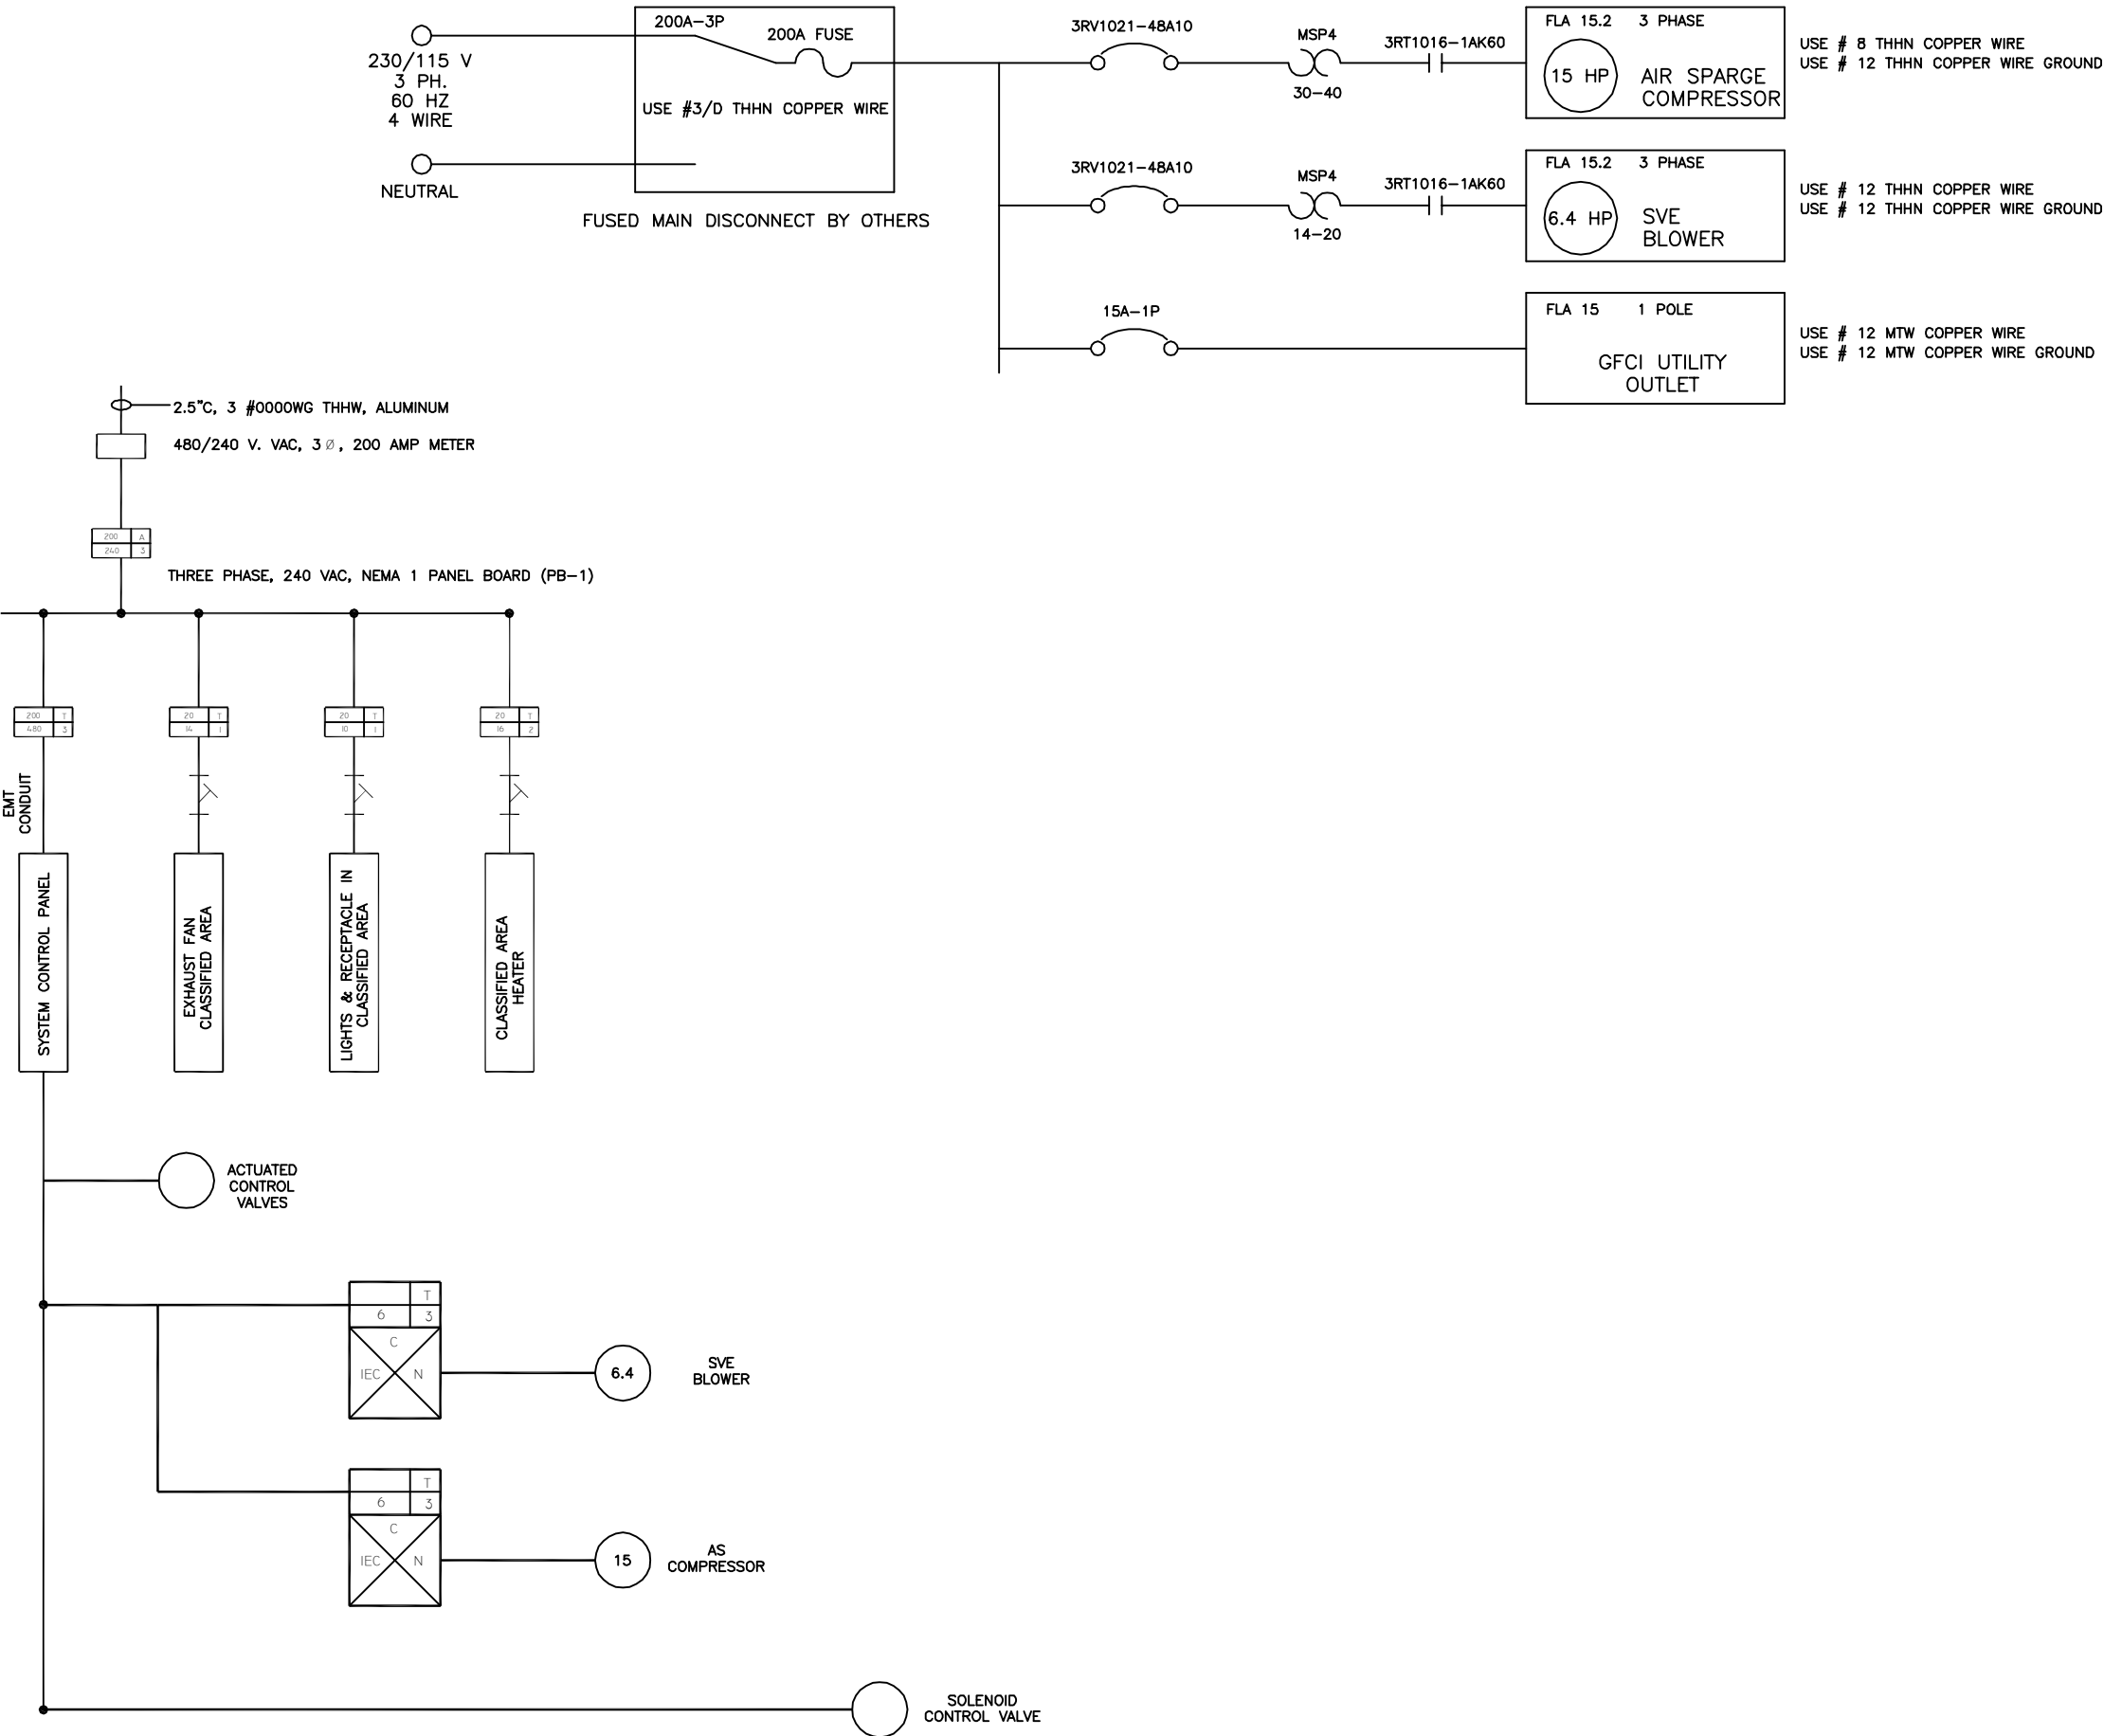 200A-3P
200A FUSE
230/115 V
3 PH.
60 HZ
4 WIRE
USE #3/D THHN COPPER WIRE
NEUTRAL
FUSED MAIN DISCONNECT BY OTHERS
3RV1021-48A10
MSP4
30-40
3RT1016-1AK60
FLA 15.2 3 PHASE
15 HP
AIR SPARGE
COMPRESSOR
USE # 8 THHN COPPER WIRE
USE # 12 THHN COPPER WIRE GROUND
3RV1021-48A10
MSP4
14-20
3RT1016-1AK60
FLA 15.2 3 PHASE
6.4 HP
SVE
BLOWER
USE # 12 THHN COPPER WIRE
USE # 12 THHN COPPER WIRE GROUND
15A-1P
FLA 15 1 POLE
GFCI UTILITY
OUTLET
USE # 12 MTW COPPER WIRE
USE # 12 MTW COPPER WIRE GROUND
2.5"C, 3 #0000WG THHW, ALUMINUM
480/240 V. VAC, 3 Ø, 200 AMP METER
200 A
240 3
THREE PHASE, 240 VAC, NEMA 1 PANEL BOARD (PB-1)
200 T
480 3
20 T
14 1
20 T
10 1
20 T
16 2
EMT
CONDUIT
SYSTEM CONTROL PANEL
EXHAUST FAN
CLASSIFIED AREA
LIGHTS & RECEPTACLE IN
CLASSIFIED AREA
CLASSIFIED AREA
HEATER
ACTUATED
CONTROL
VALVES
T
6 3
C
IEC N
6.4
SVE
BLOWER
T
6 3
C
IEC N
15
AS
COMPRESSOR
SOLENOID
CONTROL VALVE